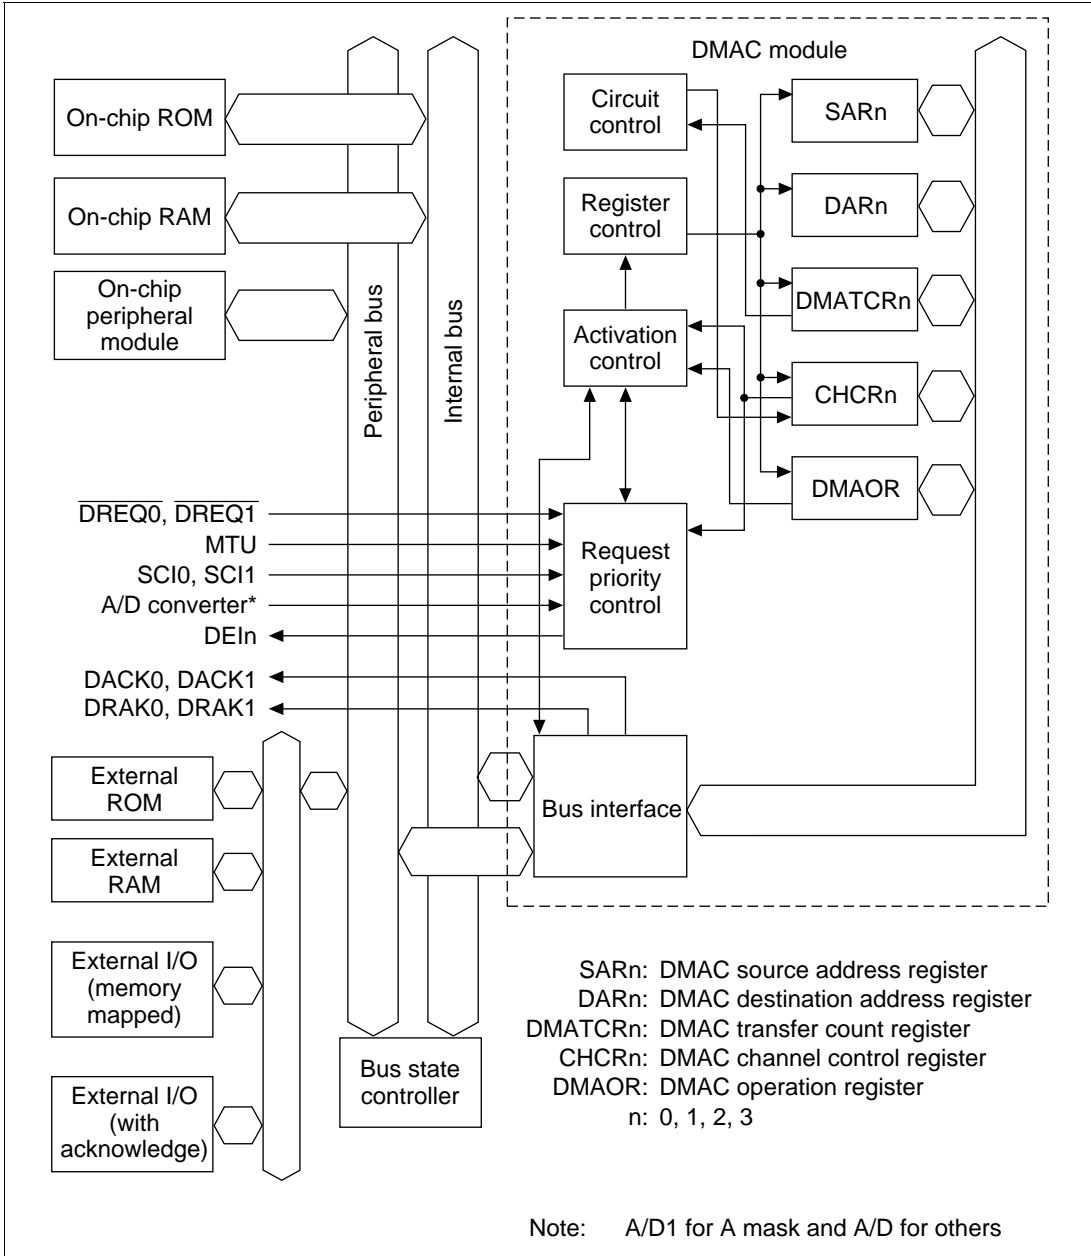 DMAC module
On-chip ROM
Circuit
control
SARn
On-chip RAM
Register
control
DARn
On-chip
peripheral
module
Peripheral bus
Internal bus
Activation
control
DMATCRn
CHCRn
DMAOR
DREQ0, DREQ1
MTU
SCI0, SCI1
A/D converter*
DEIn
Request
priority
control
DACK0, DACK1
DRAK0, DRAK1
External
ROM
Bus interface
External
RAM
External I/O
(memory
mapped)
External I/O
(with
acknowledge)
Bus state
controller
SARn: DMAC source address register
DARn: DMAC destination address register
DMATCRn: DMAC transfer count register
CHCRn: DMAC channel control register
DMAOR: DMAC operation register
n: 0, 1, 2, 3
Note: A/D1 for A mask and A/D for others